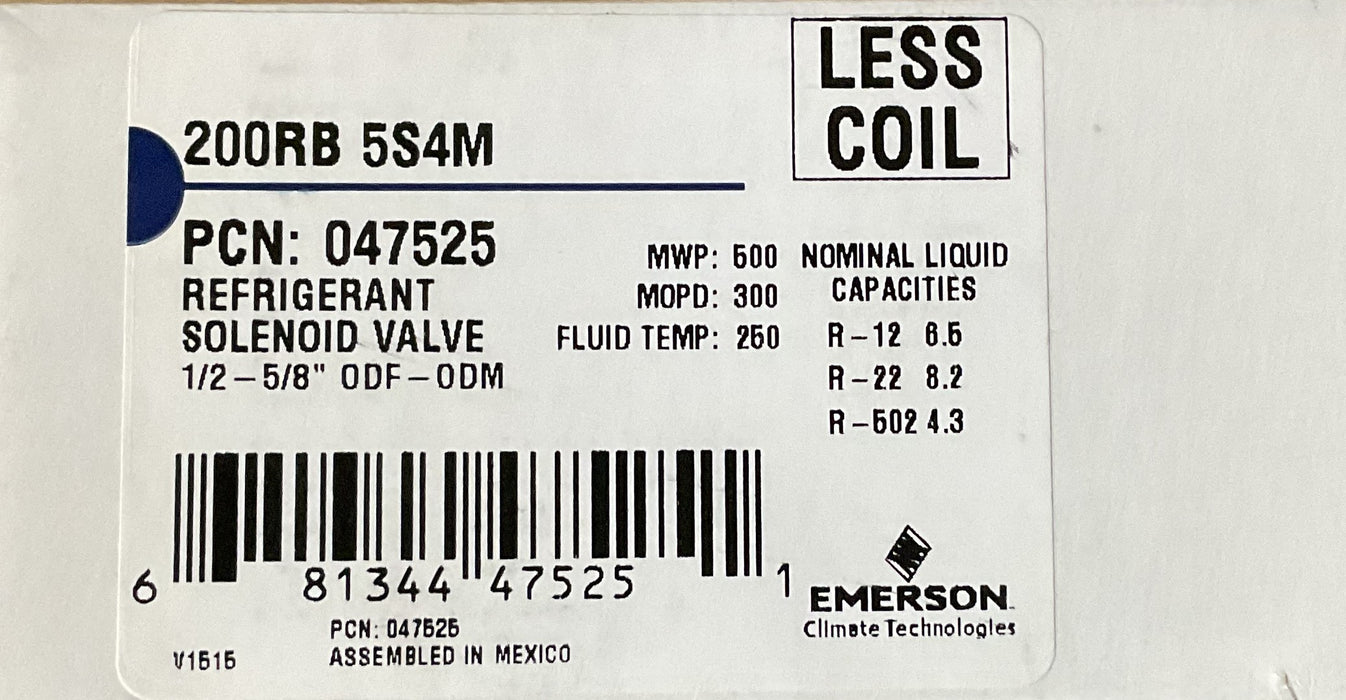 LESS
COIL
200RB 5S4M
PCN: 047525
REFRIGERANT
SOLENOID VALVE
1/2-5/8" ODF-ODM
MWP: 500
MOPD: 300
FLUID TEMP: 250
NOMINAL LIQUID
CAPACITIES
R-12 6.5
R-22 8.2
R-502 4.3
6 81344 47525 1
PCN: 047525
V1515 ASSEMBLED IN MEXICO
EMERSON
Climate Technologies